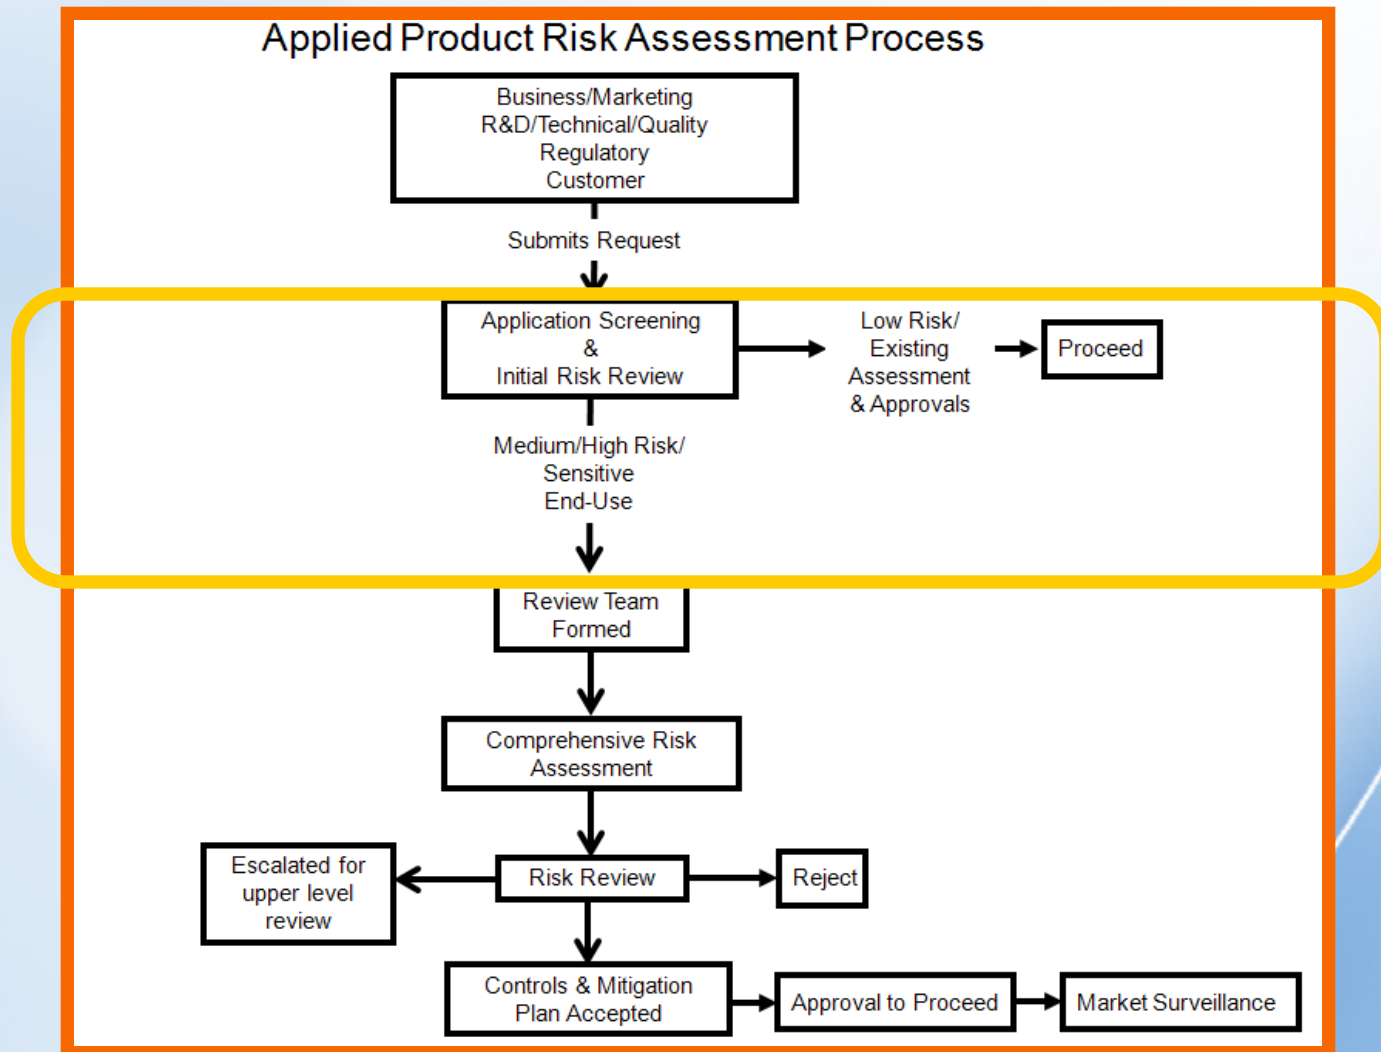 Applied Product Risk Assessment Process
Business/Marketing
R&D/Technical/Quality
Regulatory
Customer
Submits Request
Application Screening
&
Initial Risk Review
Low Risk/
Existing
Assessment
& Approvals
Proceed
Medium/High Risk/
Sensitive
End-Use
Review Team
Formed
Comprehensive Risk
Assessment
Escalated for
upper level
review
Risk Review
Reject
Controls & Mitigation
Plan Accepted
Approval to Proceed
Market Surveillance